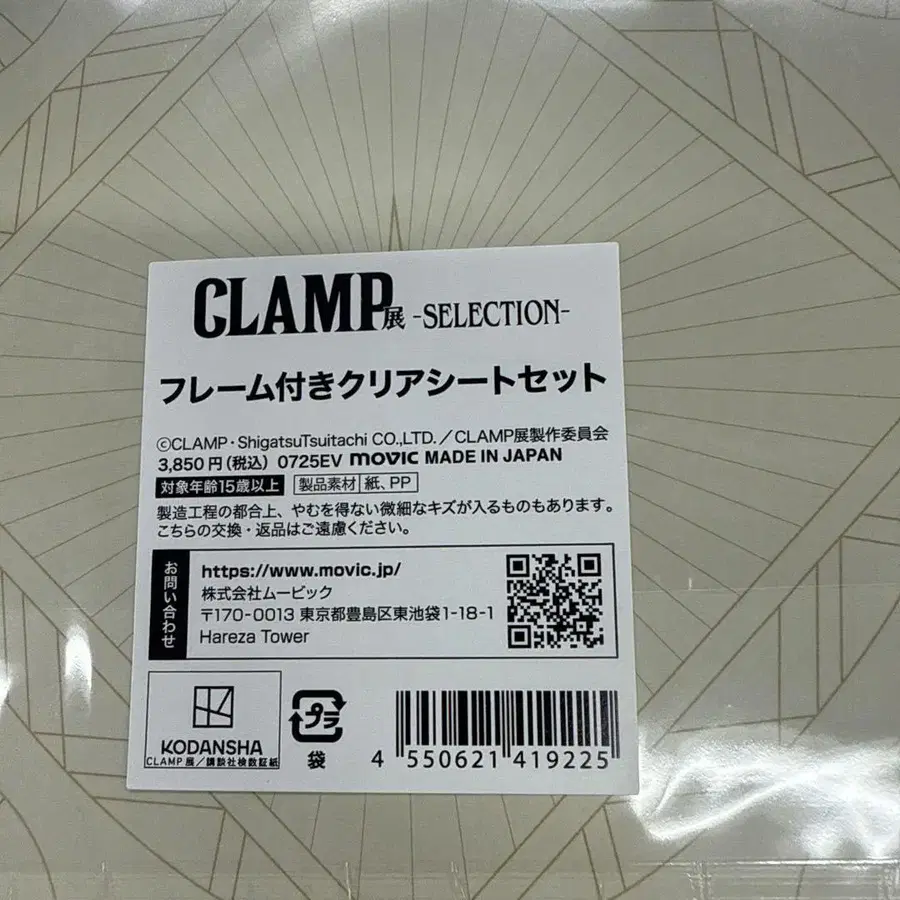 CLAMP展 -SELECTION-
フレーム付きクリアシートセット
©CLAMP・ShigatsuTsuitachi CO.,LTD.／CLAMP展製作委員会
3,850円(税込) 0725EV movic MADE IN JAPAN
対象年齢15歳以上 製品素材 紙、PP
製造工程の都合上、やむを得ない微細なキズが入るものもあります。
こちらの交換・返品はご遠慮ください。
お問い合わせ
https://www.movic.jp/
株式会社ムービック
〒170-0013 東京都豊島区東池袋1-18-1
Hareza Tower
KODANSHA
CLAMP展／講談社検数証紙
プラ
袋
4 550621 419225